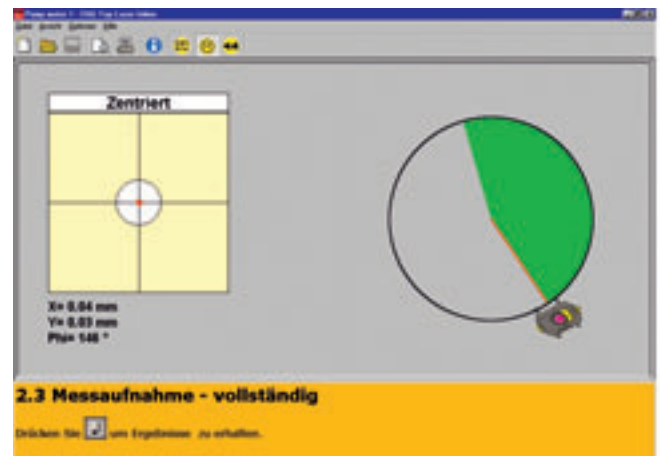 Zentriert
X= 0.04 mm
Y= 0.03 mm
Phi= 146 °
2.3 Messaufnahme - vollständig
Drücken Sie um Ergebnisse zu erhalten.